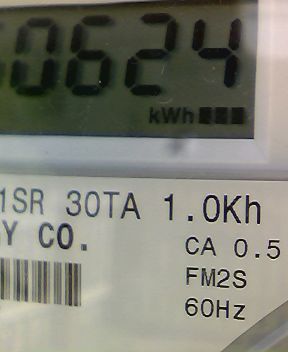 0624
kWh
1SR 30TA 1.0Kh
Y CO.
CA 0.5
FM2S
60Hz